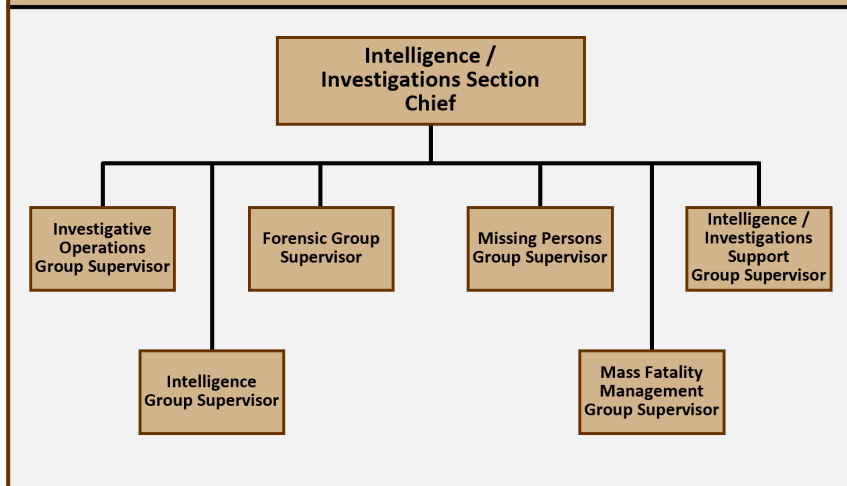 Intelligence /
Investigations Section
Chief
Investigative
Operations
Group Supervisor
Forensic Group
Supervisor
Missing Persons
Group Supervisor
Intelligence /
Investigations
Support
Group Supervisor
Intelligence
Group Supervisor
Mass Fatality
Management
Group Supervisor